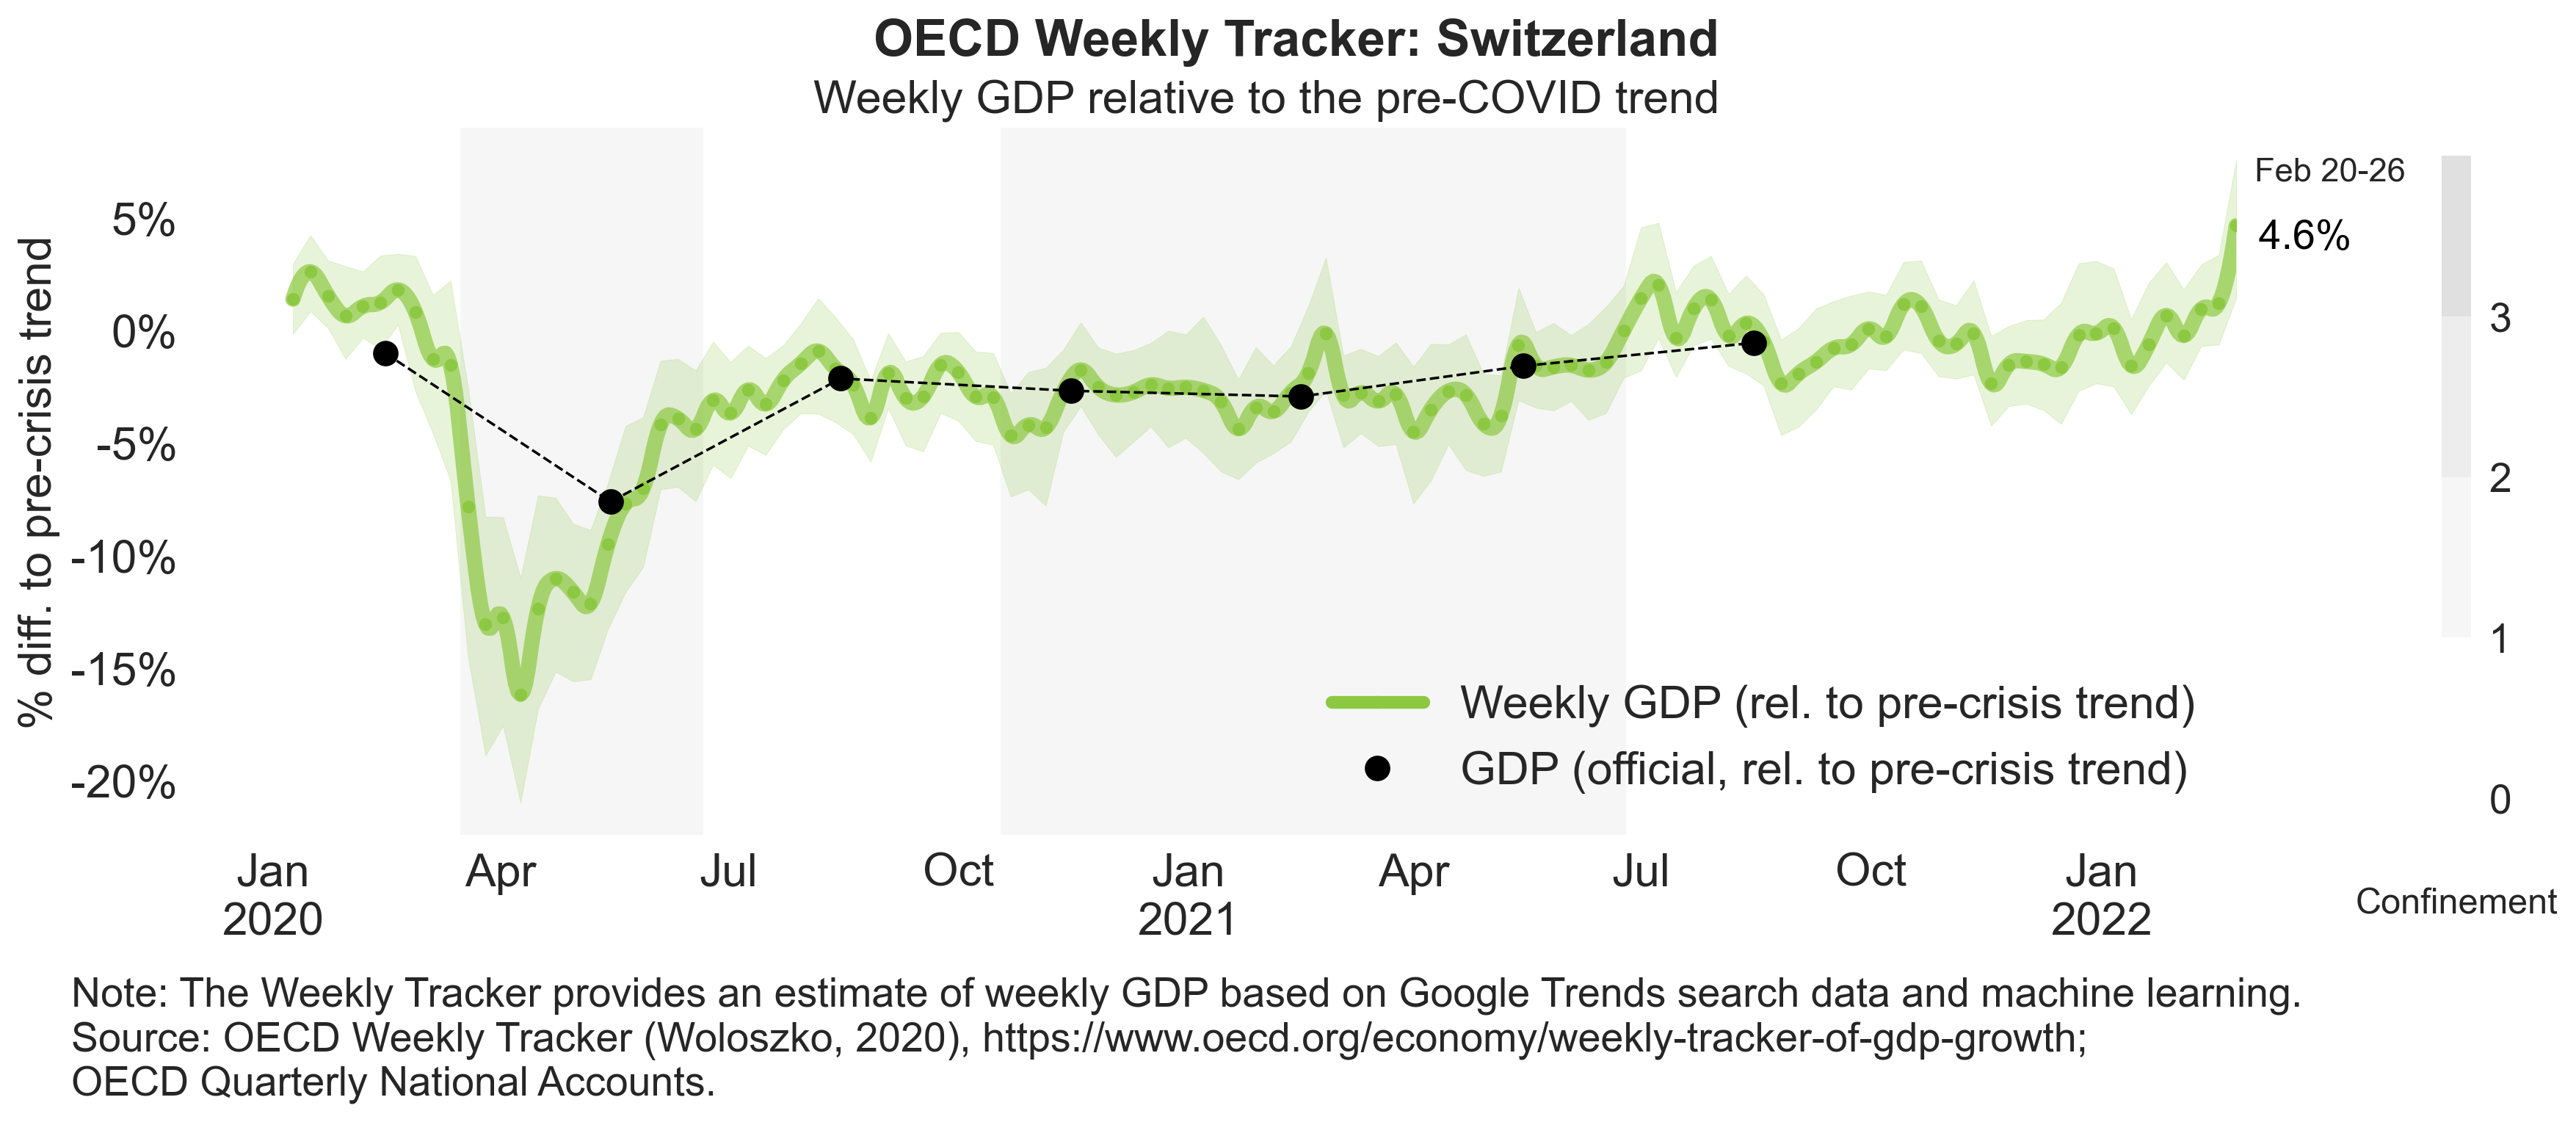 OECD Weekly Tracker: Switzerland
Weekly GDP relative to the pre-COVID trend
% diff. to pre-crisis trend
5%
0%
-5%
-10%
-15%
-20%
Feb 20-26
4.6%
3
2
1
0
Confinement
Weekly GDP (rel. to pre-crisis trend)
GDP (official, rel. to pre-crisis trend)
Jan Apr Jul Oct Jan Apr Jul Oct Jan
2020 2021 2022
Note: The Weekly Tracker provides an estimate of weekly GDP based on Google Trends search data and machine learning.
Source: OECD Weekly Tracker (Woloszko, 2020), https://www.oecd.org/economy/weekly-tracker-of-gdp-growth;
OECD Quarterly National Accounts.